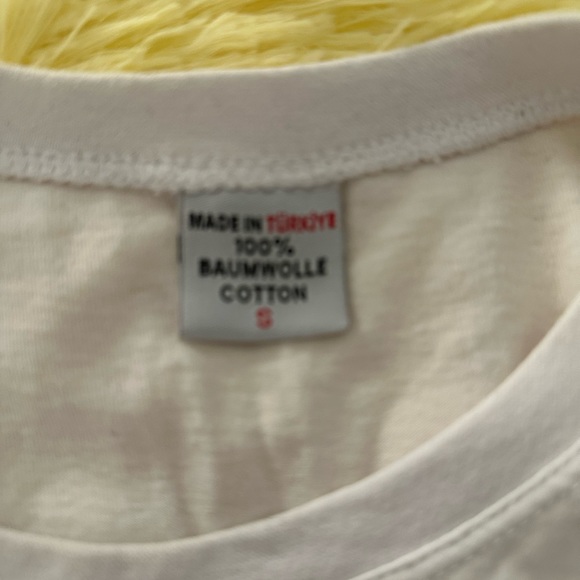 MADE IN TÜRKİYE
100%
BAUMWOLLE
COTTON
S